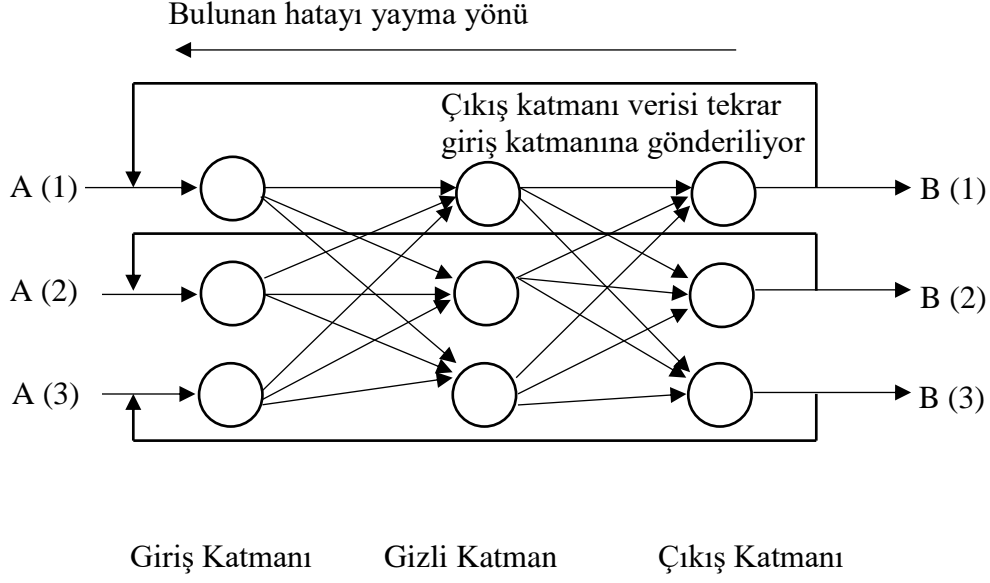 Bulunan hatayı yayma yönü
Çıkış katmanı verisi tekrar
giriş katmanına gönderiliyor
A (1)
B (1)
A (2)
B (2)
A (3)
B (3)
Giriş Katmanı
Gizli Katman
Çıkış Katmanı